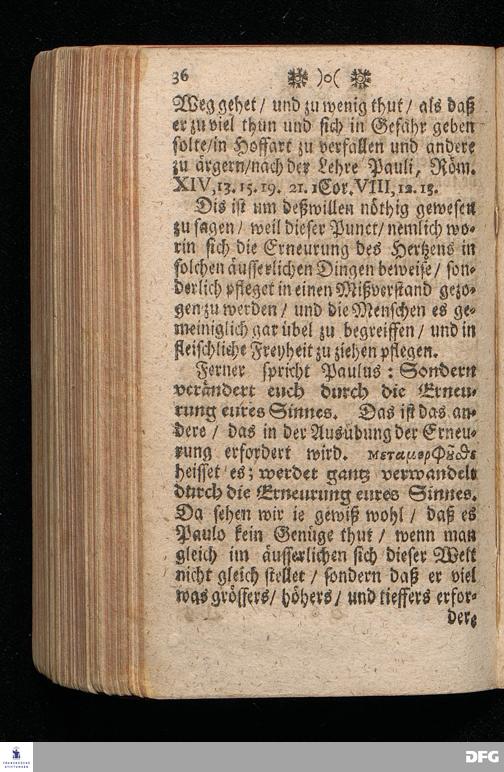 36 )o(
Weg gehet / und zu wenig thut / als daß
er zu viel thun und sich in Gefahr geben
solte/in Hoffart zu verfallen und andere
zu ärgern/nach der Lehre Pauli, Röm.
XIV, 13. 15. 19. 21. 1Cor. VIII, 12. 13.
Dis ist um deßwillen nöthig gewesen
zu sagen / weil dieser Punct/ nemlich wo-
rin sich die Erneurung des Hertzens in
solchen äusserlichen Dingen beweise / son-
derlich pfleget in einen Mißverstand gezo-
gen zu werden / und die Menschen es ge-
meiniglich gar übel zu begreiffen / und in
fleischliche Freyheit zu ziehen pflegen.
Ferner spricht Paulus: Sondern
verändert euch durch die Erneu-
rung eures Sinnes. Das ist das an-
dere / das in der Ausübung der Erneu-
rung erfordert wird. μεταμορφȣ̃ϑε
heisset es; werdet gantz verwandelt
durch die Erneurung eures Sinnes.
Da sehen wir ie gewiß wohl / daß es
Paulo kein Genüge thut / wenn man
gleich im äusserlichen sich dieser Welt
nicht gleich stellet / sondern daß er viel
was grössers/ höhers / und tieffers erfor-
dere
FRANCKESCHE
STIFTUNGEN
DFG